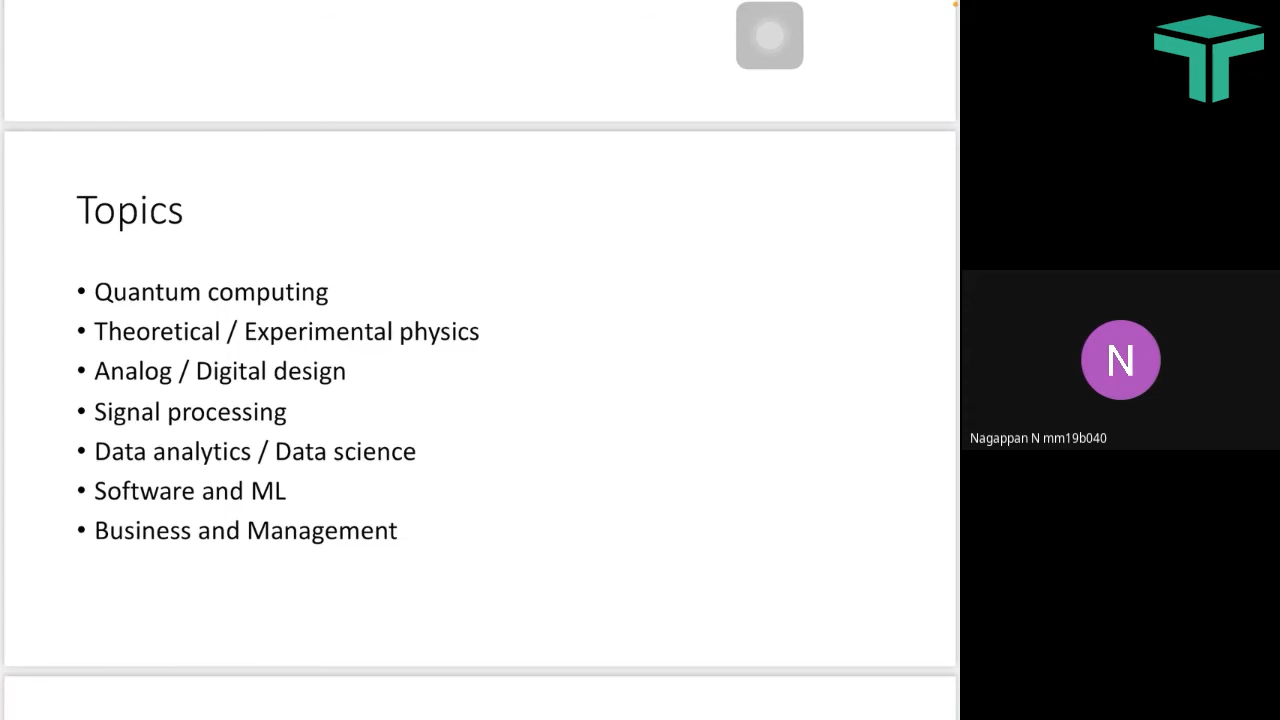 Topics
• Quantum computing
• Theoretical / Experimental physics
• Analog / Digital design
• Signal processing
• Data analytics / Data science
• Software and ML
• Business and Management
N
Nagappan N mm19b040